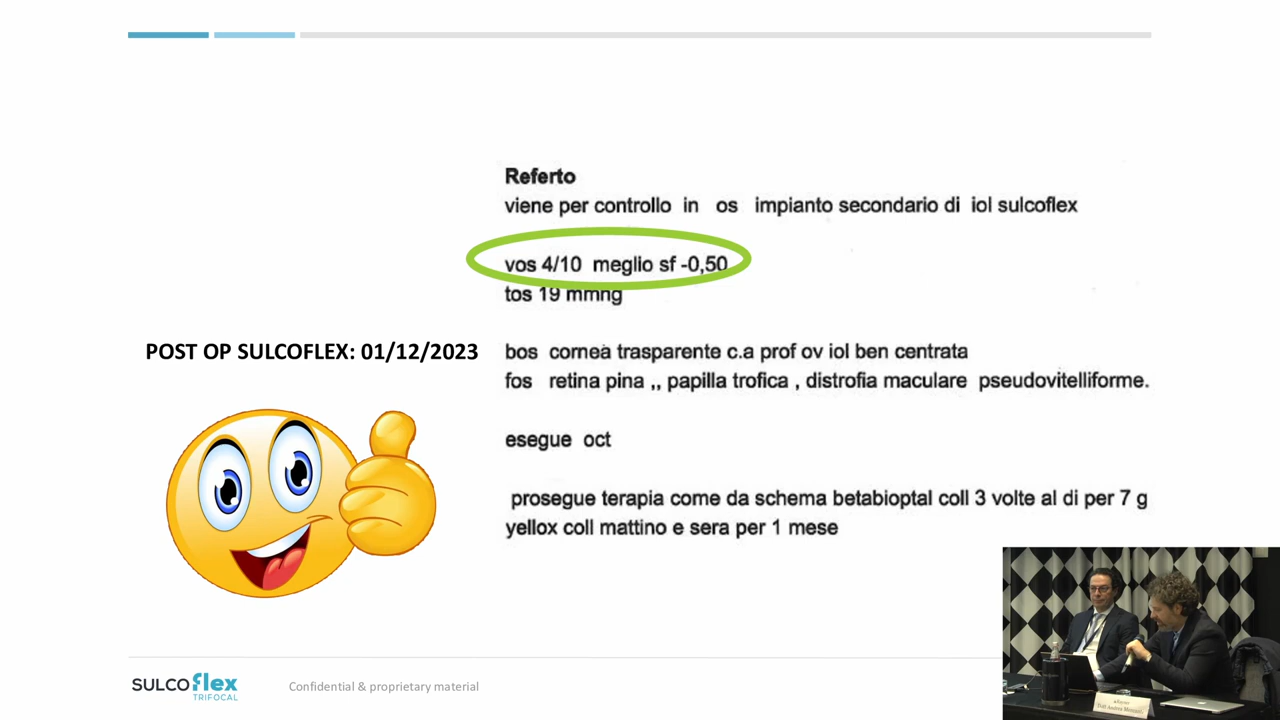 Referto
viene per controllo in os impianto secondario di iol sulcoflex
vos 4/10 meglio sf -0,50
tos 19 mmng
POST OP SULCOFLEX: 01/12/2023
bos cornea trasparente c.a prof ov iol ben centrata
fos retina pina ,, papilla trofica , distrofia maculare pseudovitelliforme.
esegue oct
prosegue terapia come da schema betabioptal coll 3 volte al di per 7 g
yellox coll mattino e sera per 1 mese
SULCOflex
TRIFOCAL
Confidential & proprietary material